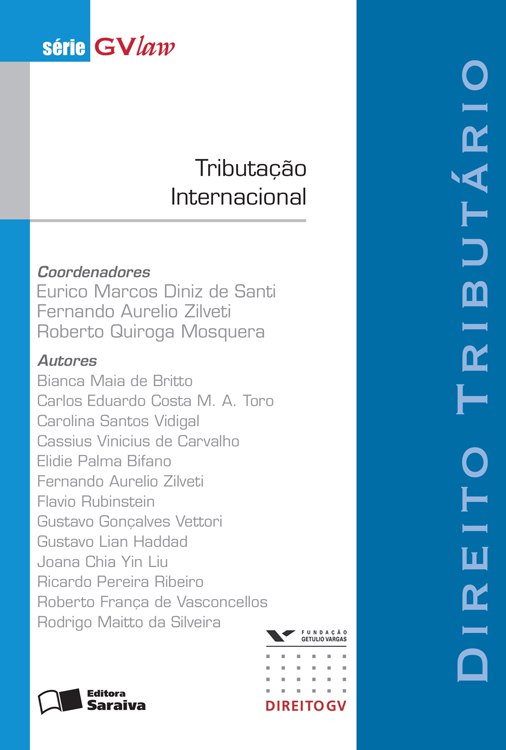 série GVlaw
Tributação
Internacional
Coordenadores
Eurico Marcos Diniz de Santi
Fernando Aurelio Zilveti
Roberto Quiroga Mosquera
Autores
Bianca Maia de Britto
Carlos Eduardo Costa M. A. Toro
Carolina Santos Vidigal
Cassius Vinicius de Carvalho
Elidie Palma Bifano
Fernando Aurelio Zilveti
Flavio Rubinstein
Gustavo Gonçalves Vettori
Gustavo Lian Haddad
Joana Chia Yin Liu
Ricardo Pereira Ribeiro
Roberto França de Vasconcellos
Rodrigo Maitto da Silveira
Editora
Saraiva
FUNDAÇÃO
GETULIO VARGAS
DIREITO GV
DIREITO TRIBUTÁRIO